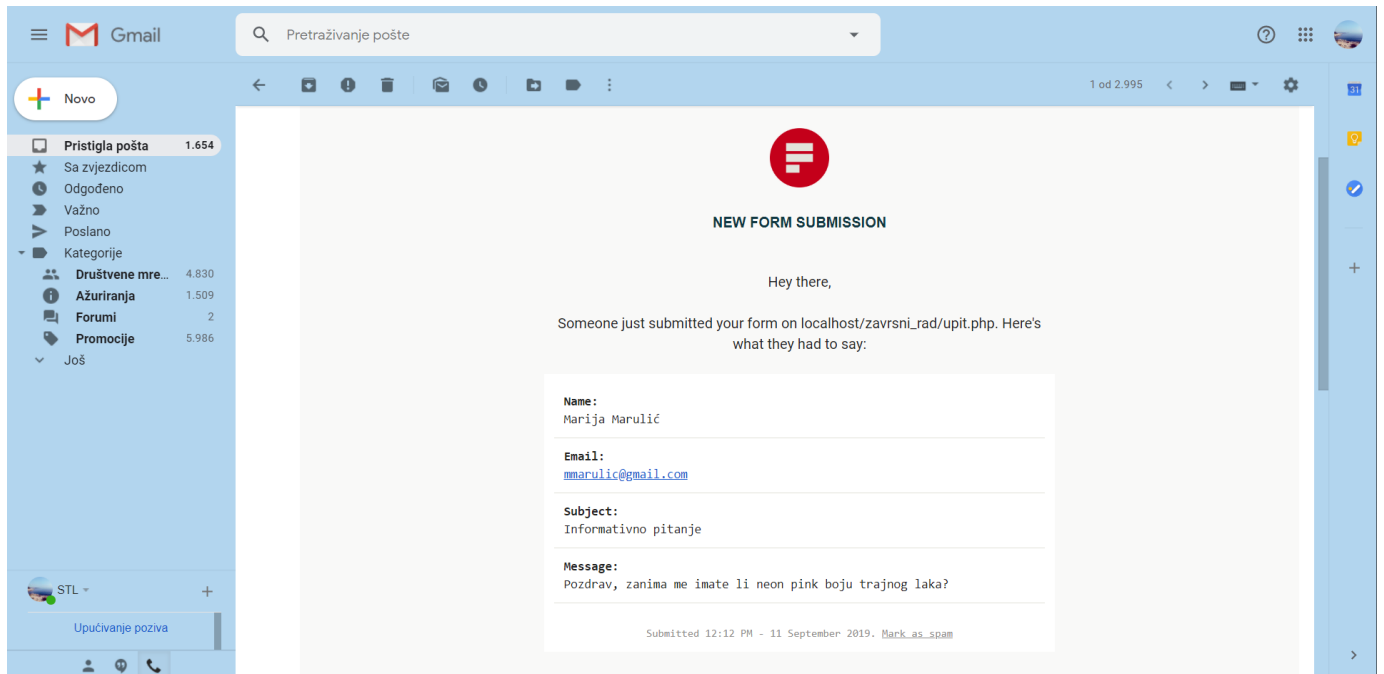 Gmail
Pretraživanje pošte
Novo
1 od 2.995
31
Pristigla pošta 1.654
Sa zvjezdicom
Odgođeno
Važno
Poslano
Kategorije
Društvene mre... 4.830
Ažuriranja 1.509
Forumi 2
Promocije 5.986
Još
STL
Upućivanje poziva
NEW FORM SUBMISSION
Hey there,
Someone just submitted your form on localhost/zavrsni_rad/upit.php. Here's
what they had to say:
Name:
Marija Marulić
Email:
mmarulic@gmail.com
Subject:
Informativno pitanje
Message:
Pozdrav, zanima me imate li neon pink boju trajnog laka?
Submitted 12:12 PM - 11 September 2019. Mark as spam